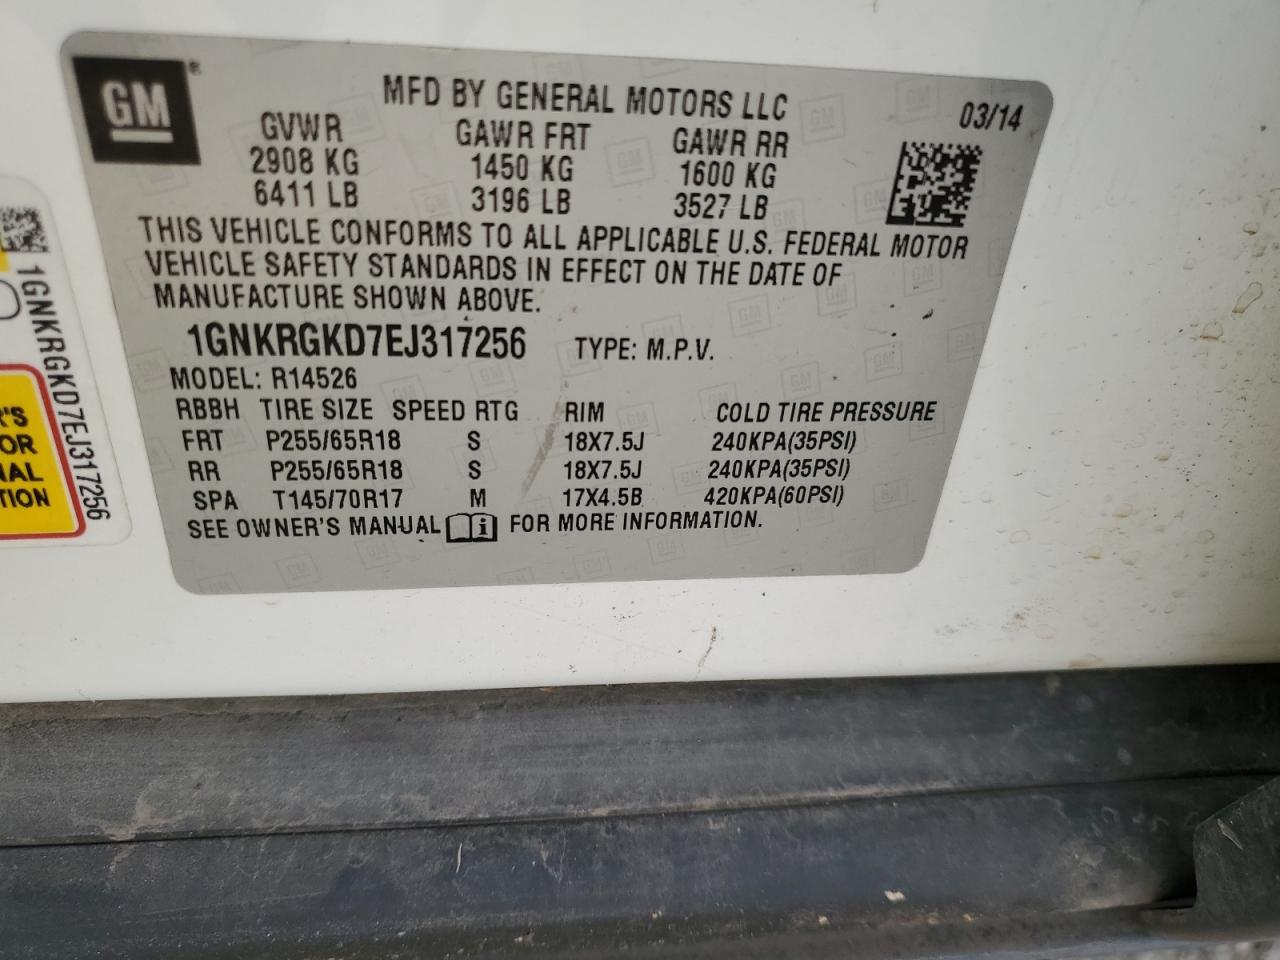 GM
MFD BY GENERAL MOTORS LLC
03/14
GVWR GAWR FRT GAWR RR
2908 KG 1450 KG 1600 KG
6411 LB 3196 LB 3527 LB
THIS VEHICLE CONFORMS TO ALL APPLICABLE U.S. FEDERAL MOTOR
VEHICLE SAFETY STANDARDS IN EFFECT ON THE DATE OF
MANUFACTURE SHOWN ABOVE.
1GNKRGKD7EJ317256 TYPE: M.P.V.
MODEL: R14526
RBBH TIRE SIZE SPEED RTG RIM COLD TIRE PRESSURE
FRT P255/65R18 S 18X7.5J 240KPA(35PSI)
RR P255/65R18 S 18X7.5J 240KPA(35PSI)
SPA T145/70R17 M 17X4.5B 420KPA(60PSI)
SEE OWNER'S MANUAL i FOR MORE INFORMATION.
1GNKRGKD7EJ317256
R'S
OR
NAL
TION